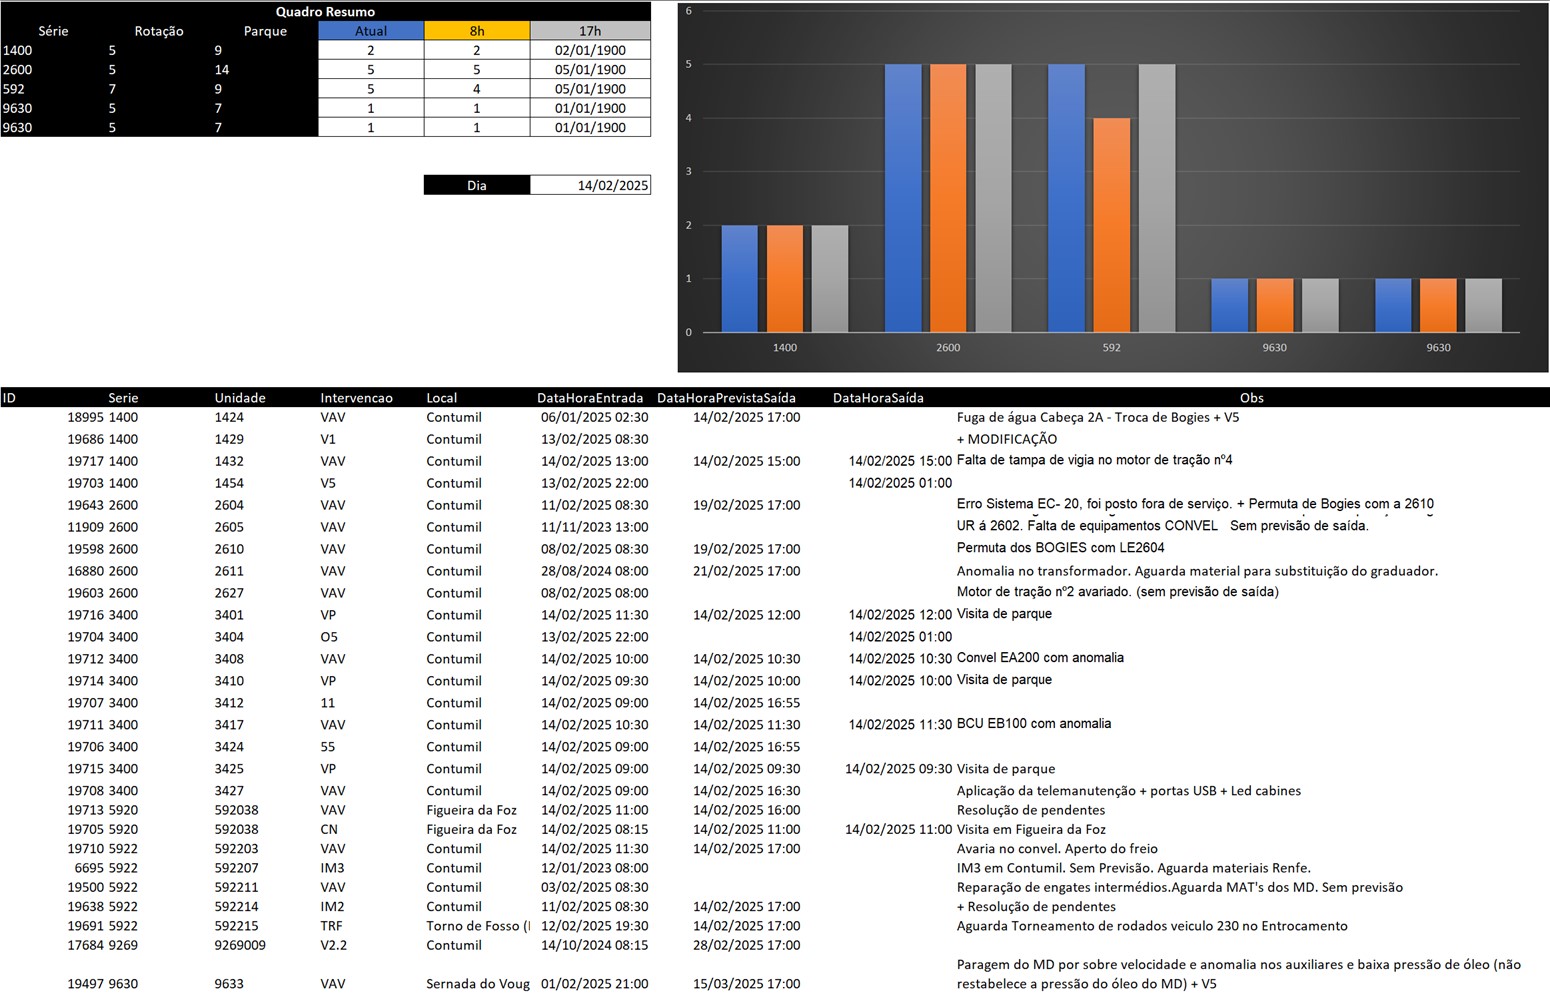 Quadro Resumo
Série Rotação Parque Atual 8h 17h
1400 5 9 2 2 02/01/1900
2600 5 14 5 5 05/01/1900
592 7 9 5 4 05/01/1900
9630 5 7 1 1 01/01/1900
9630 5 7 1 1 01/01/1900
Dia 14/02/2025
6
5
4
3
2
1
0
1400 2600 592 9630 9630
ID Serie Unidade Intervencao Local DataHoraEntrada DataHoraPrevistaSaída DataHoraSaída Obs
18995 1400 1424 VAV Contumil 06/01/2025 02:30 14/02/2025 17:00 Fuga de água Cabeça 2A - Troca de Bogies + V5
19686 1400 1429 V1 Contumil 13/02/2025 08:30 + MODIFICAÇÃO
19717 1400 1432 VAV Contumil 14/02/2025 13:00 14/02/2025 15:00 14/02/2025 15:00 Falta de tampa de vigia no motor de tração nº4
19703 1400 1454 V5 Contumil 13/02/2025 22:00 14/02/2025 01:00
19643 2600 2604 VAV Contumil 11/02/2025 08:30 19/02/2025 17:00 Erro Sistema EC- 20, foi posto fora de serviço. + Permuta de Bogies com a 2610
11909 2600 2605 VAV Contumil 11/11/2023 13:00 UR á 2602. Falta de equipamentos CONVEL Sem previsão de saída.
19598 2600 2610 VAV Contumil 08/02/2025 08:30 19/02/2025 17:00 Permuta dos BOGIES com LE2604
16880 2600 2611 VAV Contumil 28/08/2024 08:00 21/02/2025 17:00 Anomalia no transformador. Aguarda material para substituição do graduador.
19603 2600 2627 VAV Contumil 08/02/2025 08:00 Motor de tração nº2 avariado. (sem previsão de saída)
19716 3400 3401 VP Contumil 14/02/2025 11:30 14/02/2025 12:00 14/02/2025 12:00 Visita de parque
19704 3400 3404 O5 Contumil 13/02/2025 22:00 14/02/2025 01:00
19712 3400 3408 VAV Contumil 14/02/2025 10:00 14/02/2025 10:30 14/02/2025 10:30 Convel EA200 com anomalia
19714 3400 3410 VP Contumil 14/02/2025 09:30 14/02/2025 10:00 14/02/2025 10:00 Visita de parque
19707 3400 3412 11 Contumil 14/02/2025 09:00 14/02/2025 16:55
19711 3400 3417 VAV Contumil 14/02/2025 10:30 14/02/2025 11:30 14/02/2025 11:30 BCU EB100 com anomalia
19706 3400 3424 55 Contumil 14/02/2025 09:00 14/02/2025 16:55
19715 3400 3425 VP Contumil 14/02/2025 09:00 14/02/2025 09:30 14/02/2025 09:30 Visita de parque
19708 3400 3427 VAV Contumil 14/02/2025 09:00 14/02/2025 16:30 Aplicação da telemanutenção + portas USB + Led cabines
19713 5920 592038 VAV Figueira da Foz 14/02/2025 11:00 14/02/2025 16:00 Resolução de pendentes
19705 5920 592038 CN Figueira da Foz 14/02/2025 08:15 14/02/2025 11:00 14/02/2025 11:00 Visita em Figueira da Foz
19710 5922 592203 VAV Contumil 14/02/2025 11:30 14/02/2025 17:00 Avaria no convel. Aperto do freio
6695 5922 592207 IM3 Contumil 12/01/2023 08:00 IM3 em Contumil. Sem Previsão. Aguarda materiais Renfe.
19500 5922 592211 VAV Contumil 03/02/2025 08:30 Reparação de engates intermédios.Aguarda MAT's dos MD. Sem previsão
19638 5922 592214 IM2 Contumil 11/02/2025 08:30 14/02/2025 17:00 + Resolução de pendentes
19691 5922 592215 TRF Torno de Fosso ( 12/02/2025 19:30 14/02/2025 17:00 Aguarda Torneamento de rodados veiculo 230 no Entrocamento
17684 9269 9269009 V2.2 Contumil 14/10/2024 08:15 28/02/2025 17:00
19497 9630 9633 VAV Sernada do Voug 01/02/2025 21:00 15/03/2025 17:00 Paragem do MD por sobre velocidade e anomalia nos auxiliares e baixa pressão de óleo (não
restabelece a pressão do óleo do MD) + V5